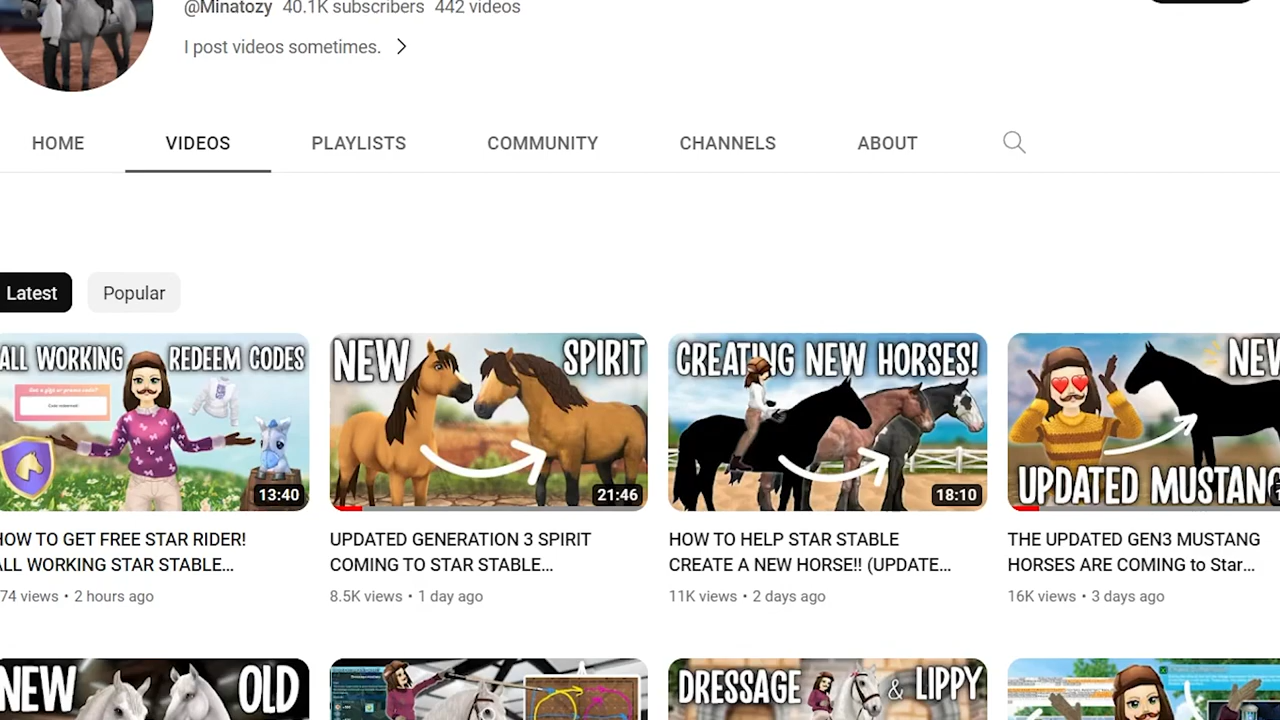 @Minatozy 40.1K subscribers 442 videos
I post videos sometimes.
HOME VIDEOS PLAYLISTS COMMUNITY CHANNELS ABOUT
Latest Popular
ALL WORKING REDEEM CODES
13:40
NEW SPIRIT
21:46
CREATING NEW HORSES!
18:10
NEW
UPDATED MUSTANG
HOW TO GET FREE STAR RIDER!
ALL WORKING STAR STABLE...
74 views • 2 hours ago
UPDATED GENERATION 3 SPIRIT
COMING TO STAR STABLE...
8.5K views • 1 day ago
HOW TO HELP STAR STABLE
CREATE A NEW HORSE!! (UPDATE...
11K views • 2 days ago
THE UPDATED GEN3 MUSTANG
HORSES ARE COMING to Star...
16K views • 3 days ago
NEW OLD
DRESSAGE & LIPPY